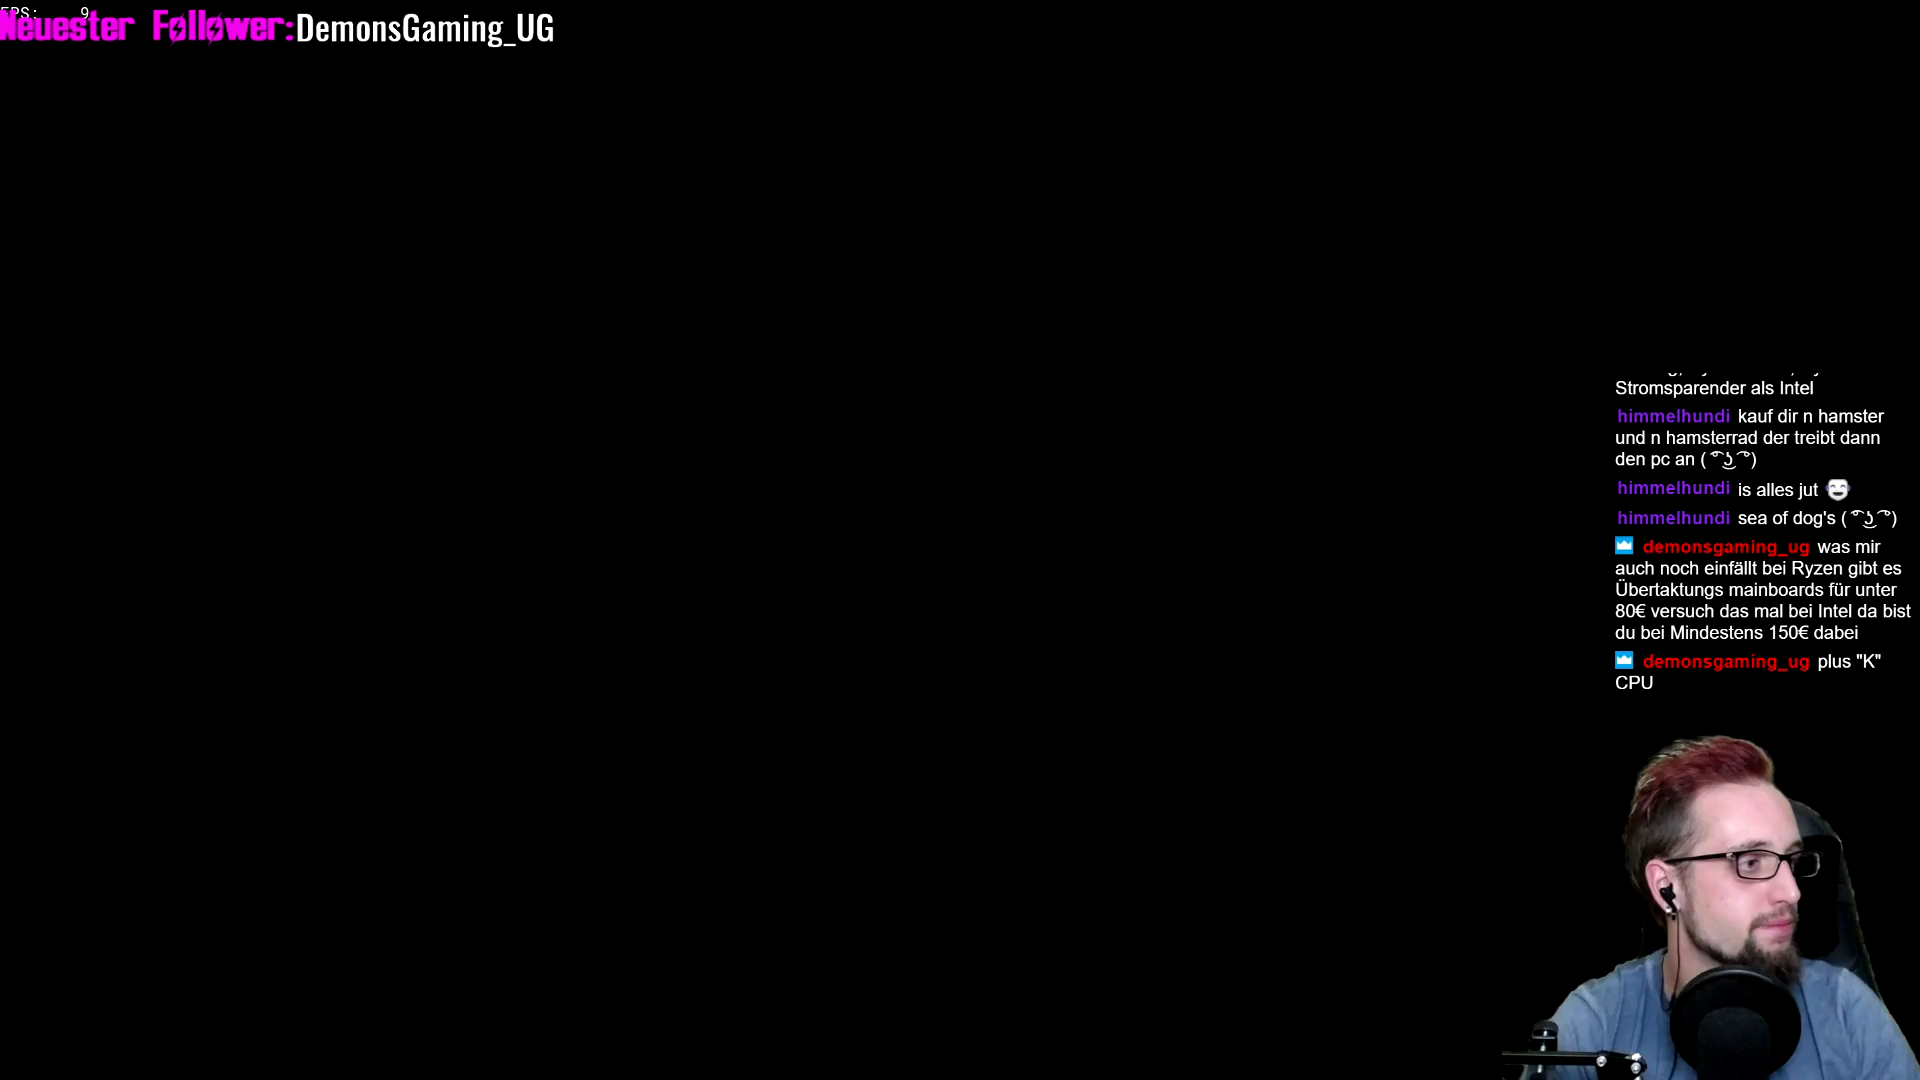 FPS: 9
Neuester Follower:DemonsGaming_UG
Stromsparender als Intel
himmelhundi kauf dir n hamster
und n hamsterrad der treibt dann
den pc an ( ͡° ͜ʖ ͡°)
himmelhundi is alles jut
himmelhundi sea of dog's ( ͡° ͜ʖ ͡°)
demonsgaming_ug was mir
auch noch einfällt bei Ryzen gibt es
Übertaktungs mainboards für unter
80€ versuch das mal bei Intel da bist
du bei Mindestens 150€ dabei
demonsgaming_ug plus "K"
CPU